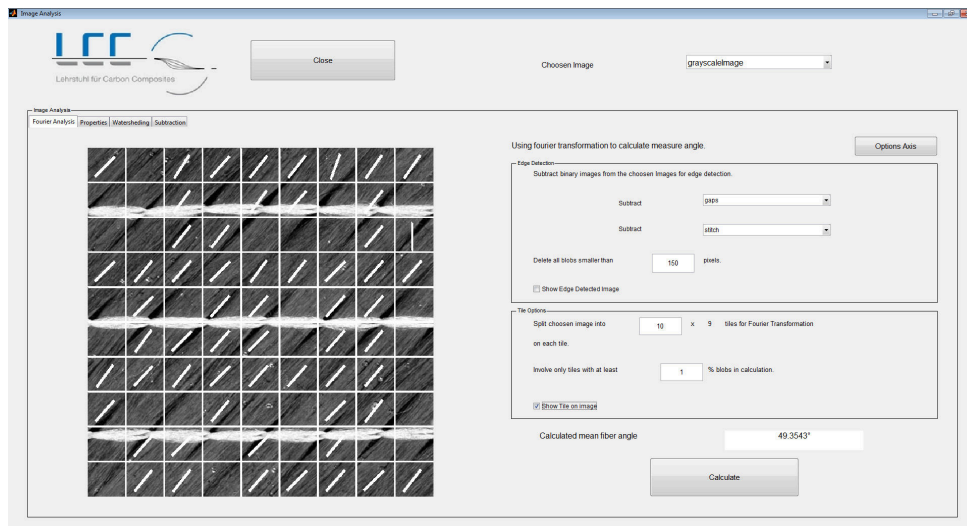 Image Analysis
LCC
Lehrstuhl für Carbon Composites
Close
Choosen Image
grayscaleImage
Image Analysis
Fourier Analysis Properties Watersheding Subtraction
Using fourier transformation to calculate measure angle.
Options Axis
Edge Detection
Subtract binary images from the choosen Images for edge detection.
Subtract
gaps
Subtract
stitch
Delete all blobs smaller than 150 pixels.
Show Edge Detected Image
Tile Options
Split choosen image into 10 x 9 tiles for Fourier Transformation
on each tile.
Involve only tiles with at least 1 % blobs in calculation.
Show Tile on image
Calculated mean fiber angle 49.3543°
Calculate